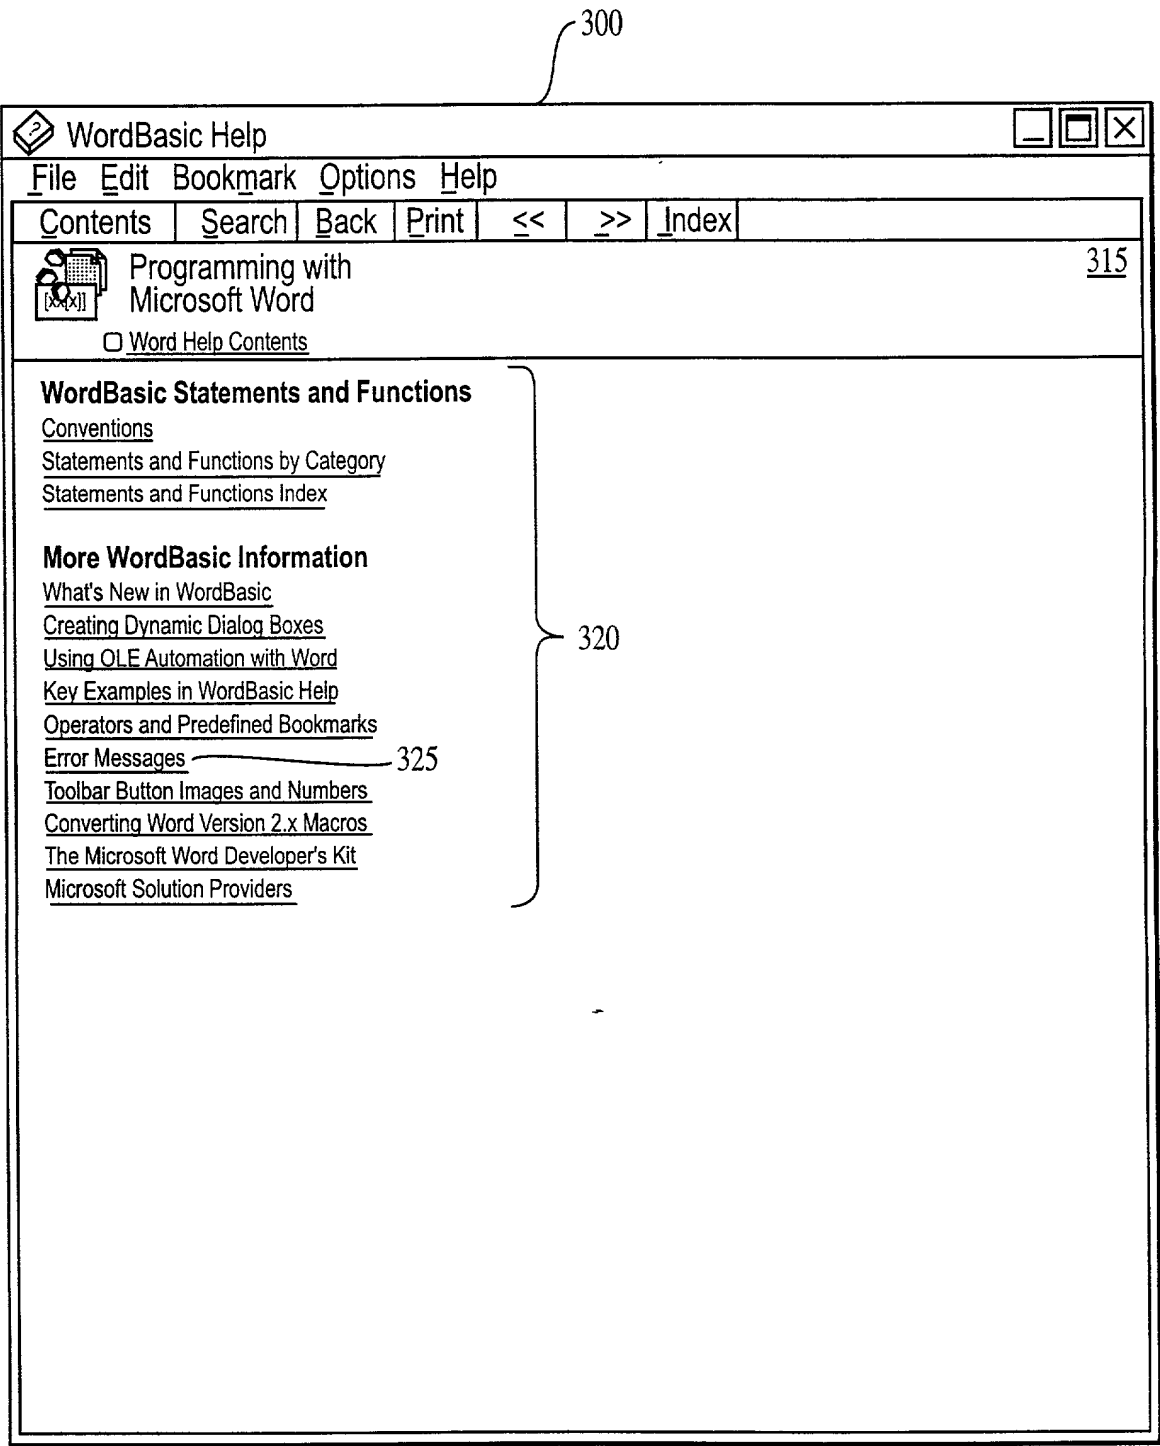 300
WordBasic Help
File Edit Bookmark Options Help
Contents Search Back Print << >> Index
315
Programming with
Microsoft Word
Word Help Contents
WordBasic Statements and Functions
Conventions
Statements and Functions by Category
Statements and Functions Index
More WordBasic Information
What's New in WordBasic
Creating Dynamic Dialog Boxes
Using OLE Automation with Word
320
Key Examples in WordBasic Help
Operators and Predefined Bookmarks
Error Messages 325
Toolbar Button Images and Numbers
Converting Word Version 2.x Macros
The Microsoft Word Developer's Kit
Microsoft Solution Providers